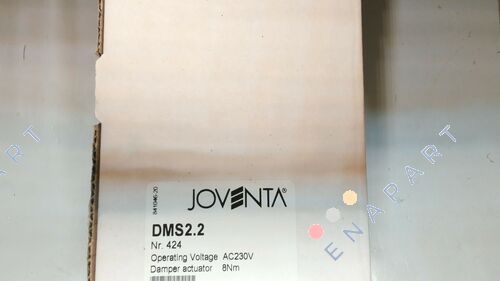 JOVENTA®
DMS2.2
Nr. 424
Operating Voltage AC230V
Damper actuator 8Nm
ENAPART
ENAPART